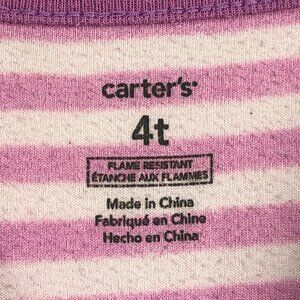 carter's
4t
FLAME RESISTANT
ÉTANCHE AUX FLAMMES
Made in China
Fabriqué en Chine
Hecho en China